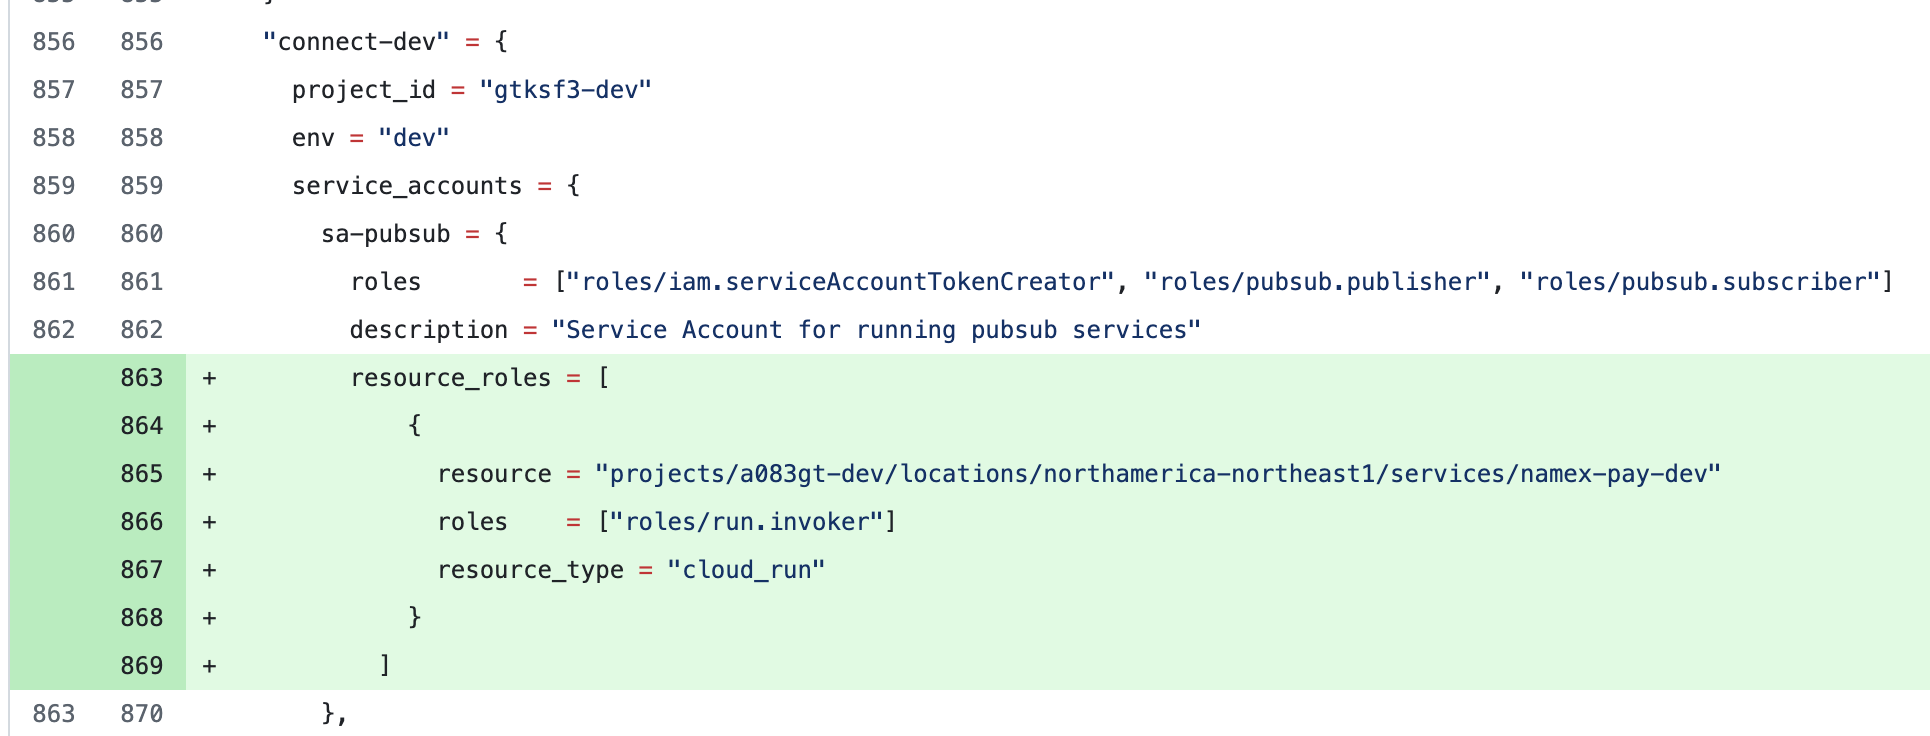 856 856 "connect-dev" = {
857 857 project_id = "gtksf3-dev"
858 858 env = "dev"
859 859 service_accounts = {
860 860 sa-pubsub = {
861 861 roles = ["roles/iam.serviceAccountTokenCreator", "roles/pubsub.publisher", "roles/pubsub.subscriber"]
862 862 description = "Service Account for running pubsub services"
863 + resource_roles = [
864 + {
865 + resource = "projects/a083gt-dev/locations/northamerica-northeast1/services/namex-pay-dev"
866 + roles = ["roles/run.invoker"]
867 + resource_type = "cloud_run"
868 + }
869 + ]
863 870 },